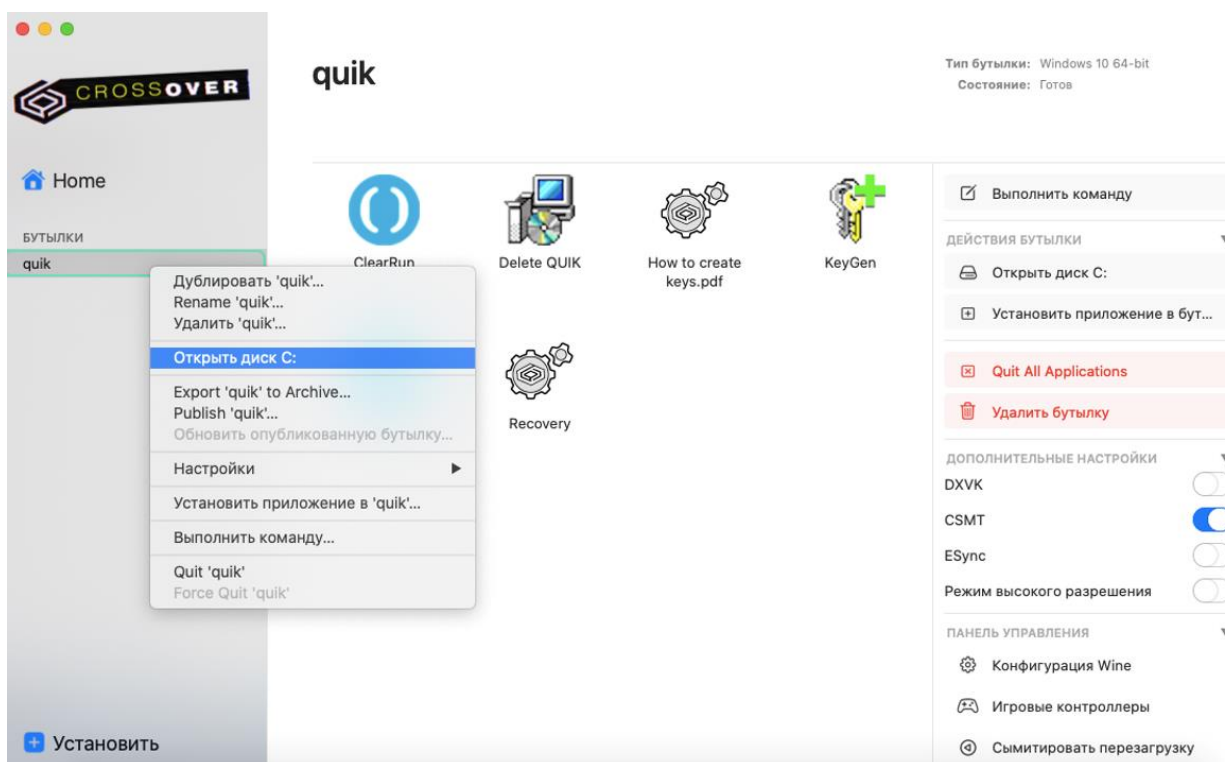 CROSSOVER
Home
БУТЫЛКИ
quik
quik
Тип бутылки: Windows 10 64-bit
Состояние: Готов
ClearRun
Delete QUIK
How to create
keys.pdf
KeyGen
Recovery
Дублировать 'quik'...
Rename 'quik'...
Удалить 'quik'...
Открыть диск C:
Export 'quik' to Archive...
Publish 'quik'...
Обновить опубликованную бутылку...
Настройки
Установить приложение в 'quik'...
Выполнить команду...
Quit 'quik'
Force Quit 'quik'
Выполнить команду
ДЕЙСТВИЯ БУТЫЛКИ
Открыть диск C:
Установить приложение в бут...
Quit All Applications
Удалить бутылку
ДОПОЛНИТЕЛЬНЫЕ НАСТРОЙКИ
DXVK
CSMT
ESync
Режим высокого разрешения
ПАНЕЛЬ УПРАВЛЕНИЯ
Конфигурация Wine
Игровые контроллеры
Сымитировать перезагрузку
Установить